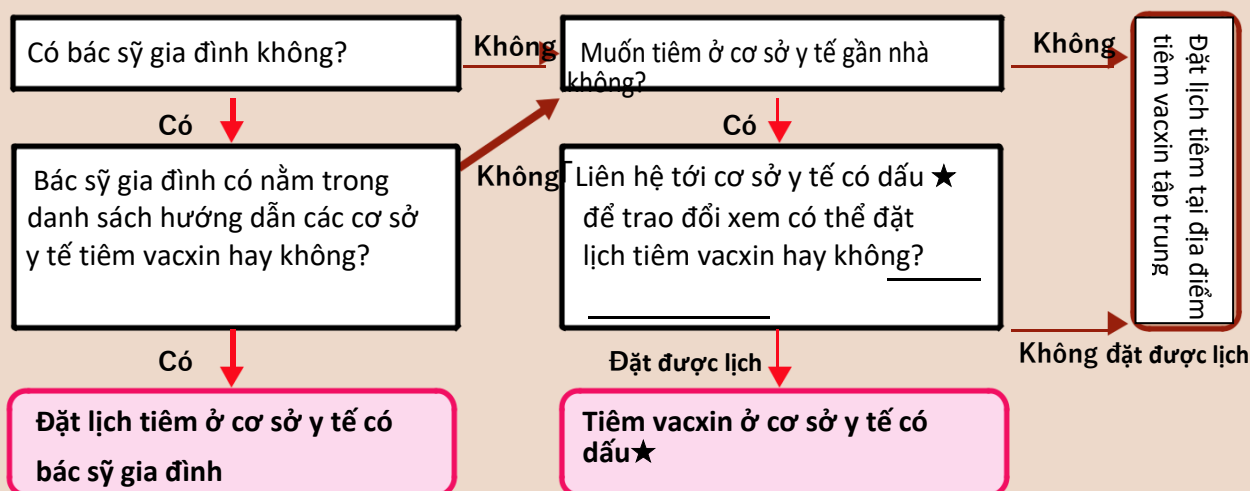 Có bác sỹ gia đình không?
Không
Muốn tiêm ở cơ sở y tế gần nhà
không?
Không
Đặt lịch tiêm tại địa điểm
tiêm vacxin tập trung
Có
Có
Bác sỹ gia đình có nằm trong
danh sách hướng dẫn các cơ sở
y tế tiêm vacxin hay không?
Không
Liên hệ tới cơ sở y tế có dấu ★
để trao đổi xem có thể đặt
lịch tiêm vacxin hay không?
Có
Đặt được lịch
Không đặt được lịch
Đặt lịch tiêm ở cơ sở y tế có
bác sỹ gia đình
Tiêm vacxin ở cơ sở y tế có
dấu★